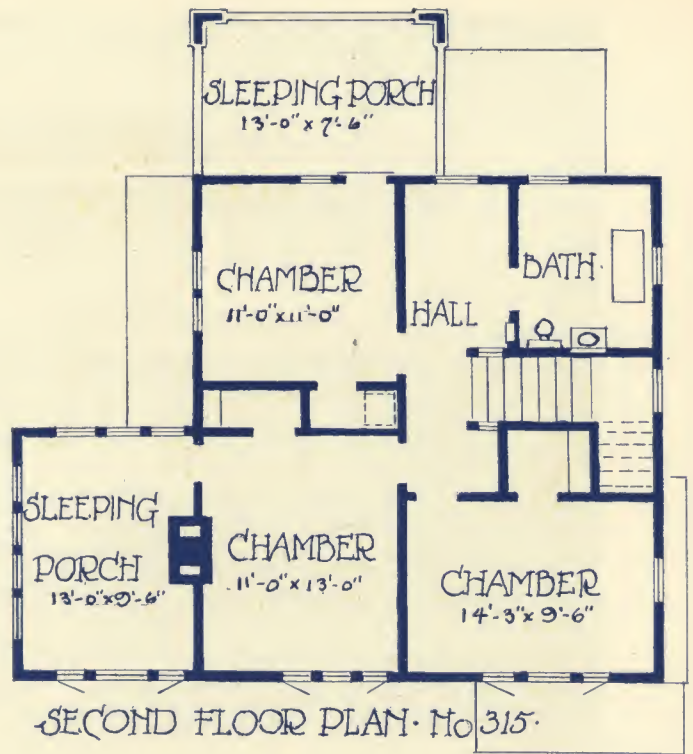 SLEEPING PORCH
13'-0" x 7'-6"
CHAMBER
11'-0" x 11'-0"
HALL
BATH·
SLEEPING
PORCH
13'-0" x 9'-6"
CHAMBER
11'-0" x 13'-0"
CHAMBER
14'-3" x 9'-6"
·SECOND FLOOR PLAN· No 315·